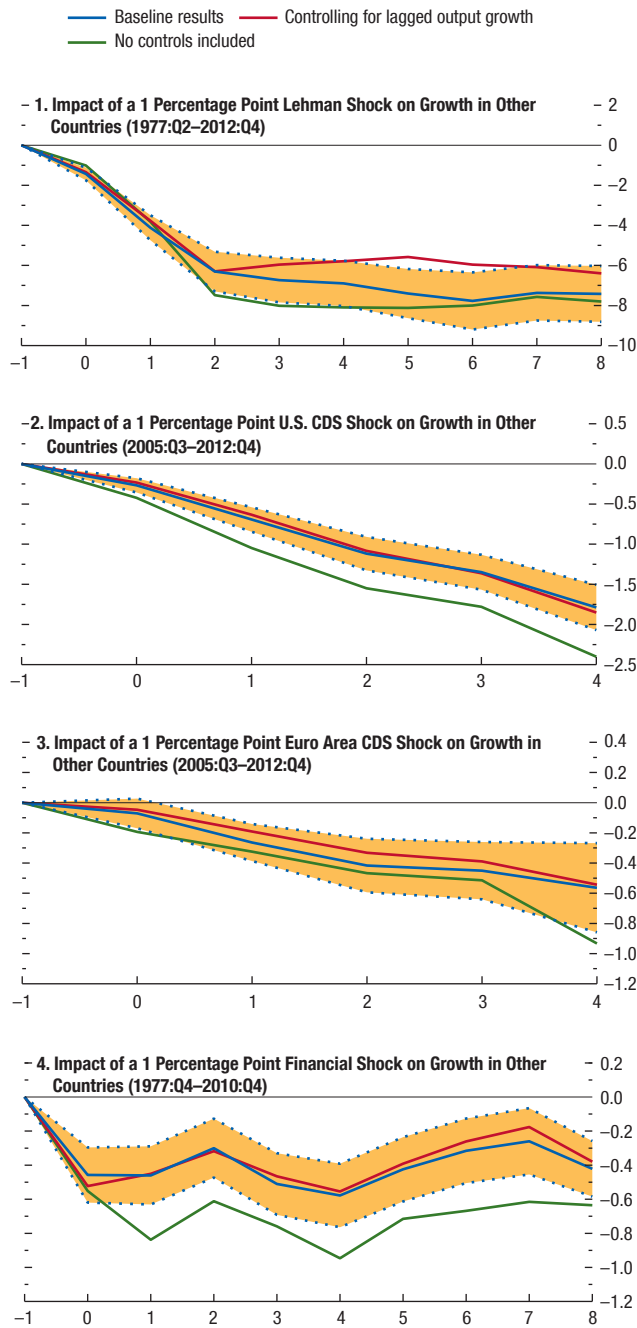 Baseline results
Controlling for lagged output growth
No controls included
1. Impact of a 1 Percentage Point Lehman Shock on Growth in Other
Countries (1977:Q2–2012:Q4)
2
0
–2
–4
–6
–8
–10
–1 0 1 2 3 4 5 6 7 8
2. Impact of a 1 Percentage Point U.S. CDS Shock on Growth in Other
Countries (2005:Q3–2012:Q4)
0.5
0.0
–0.5
–1.0
–1.5
–2.0
–2.5
–1 0 1 2 3 4
3. Impact of a 1 Percentage Point Euro Area CDS Shock on Growth in
Other Countries (2005:Q3–2012:Q4)
0.4
0.2
0.0
–0.2
–0.4
–0.6
–0.8
–1.0
–1.2
–1 0 1 2 3 4
4. Impact of a 1 Percentage Point Financial Shock on Growth in Other
Countries (1977:Q4–2010:Q4)
0.2
0.0
–0.2
–0.4
–0.6
–0.8
–1.0
–1.2
–1 0 1 2 3 4 5 6 7 8